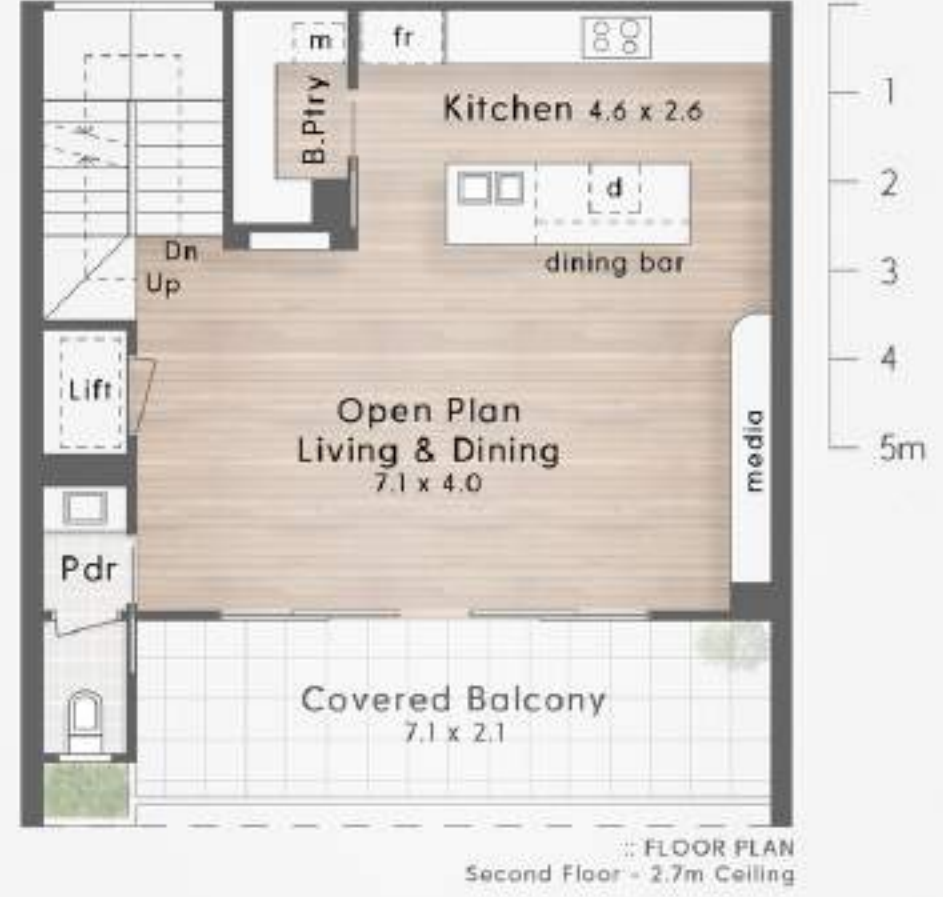 m
fr
B.Ptry
Kitchen 4.6 x 2.6
1
2
d
Dn
Up
dining bar
3
Lift
4
Open Plan
Living & Dining
7.1 x 4.0
media
5m
Pdr
Covered Balcony
7.1 x 2.1
:: FLOOR PLAN
Second Floor - 2.7m Ceiling